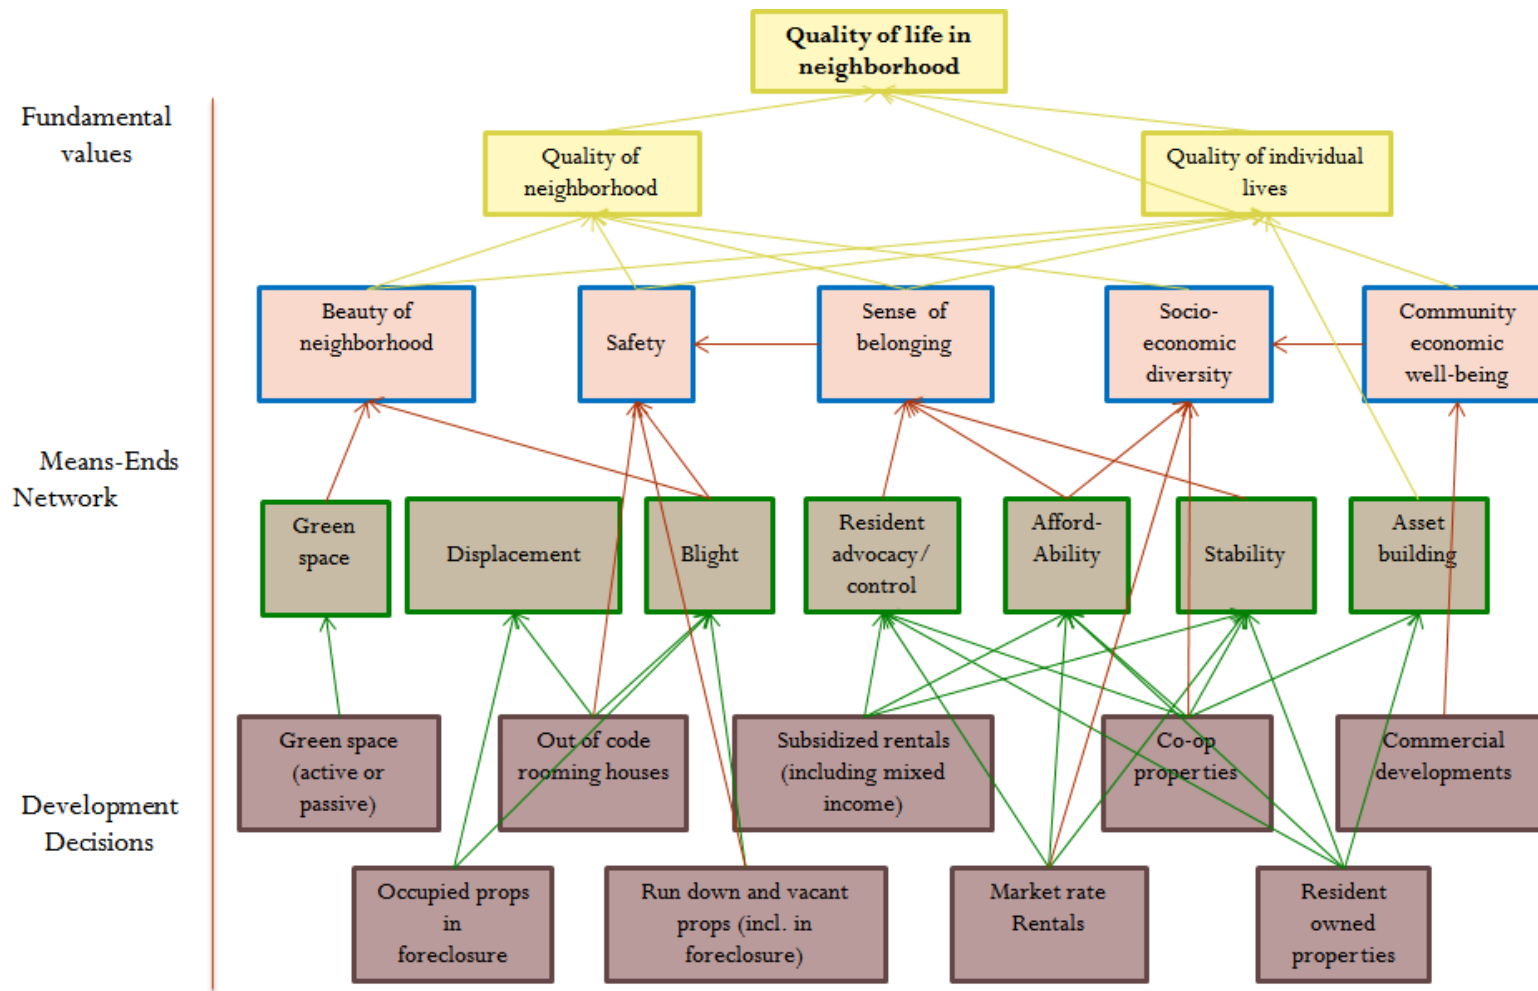 Quality of life in
neighborhood
Fundamental
values
Quality of
neighborhood
Quality of individual
lives
Beauty of
neighborhood
Safety
Sense of
belonging
Socio-
economic
diversity
Community
economic
well-being
Means-Ends
Network
Green
space
Displacement
Blight
Resident
advocacy/
control
Afford-
Ability
Stability
Asset
building
Development
Decisions
Green space
(active or
passive)
Out of code
rooming houses
Subsidized rentals
(including mixed
income)
Co-op
properties
Commercial
developments
Occupied props
in
foreclosure
Run down and vacant
props (incl. in
foreclosure)
Market rate
Rentals
Resident
owned
properties